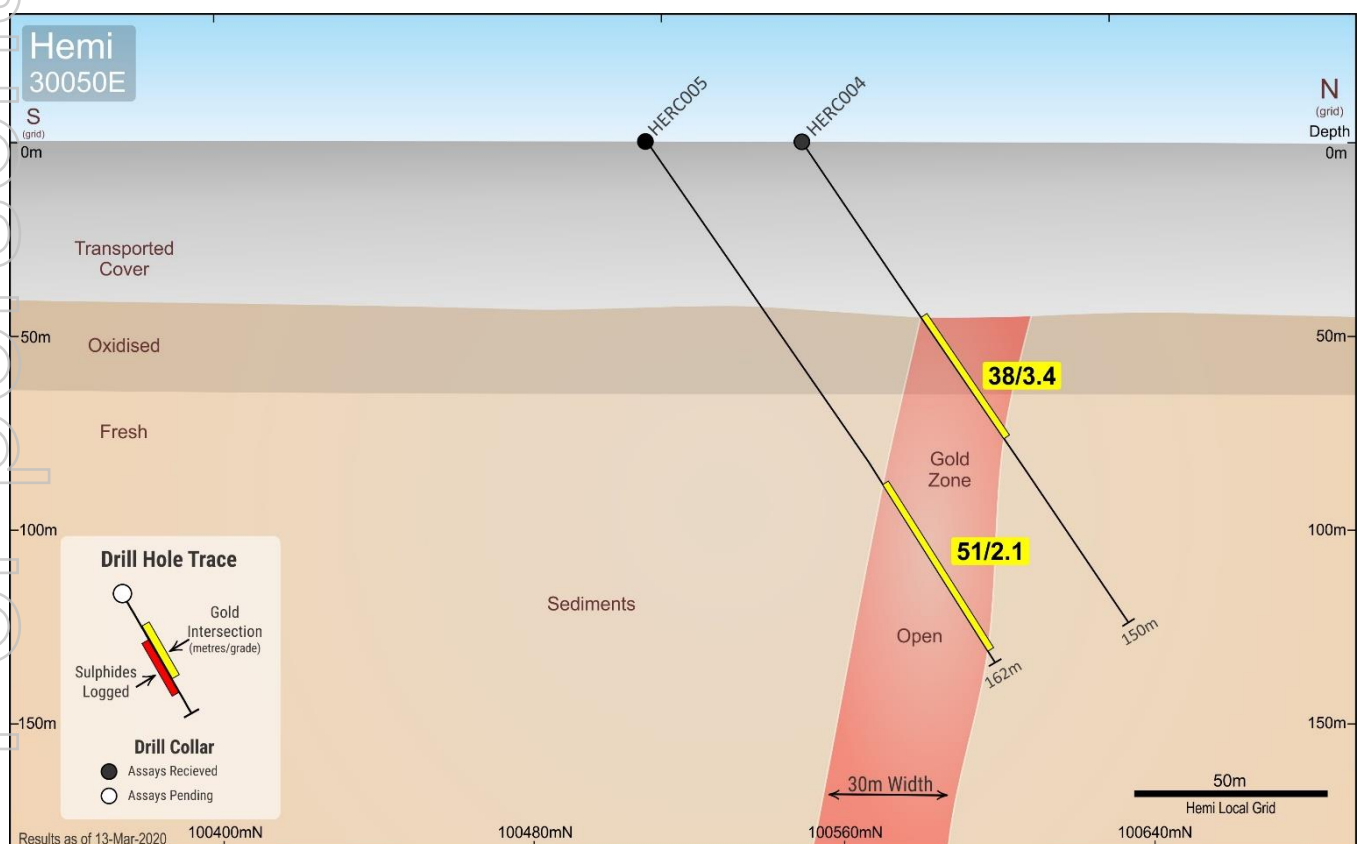 Hemi
30050E
S
(grid)
0m
HERC005
HERC004
N
(grid)
Depth
0m
Transported
Cover
50m
Oxidised
50m
38/3.4
Fresh
Gold
Zone
100m
100m
51/2.1
Drill Hole Trace
Gold
Intersection
(metres/grade)
Sulphides
Logged
Sediments
Open
150m
162m
150m
150m
Drill Collar
Assays Recieved
Assays Pending
30m Width
50m
Hemi Local Grid
Results as of 13-Mar-2020
100400mN
100480mN
100560mN
100640mN